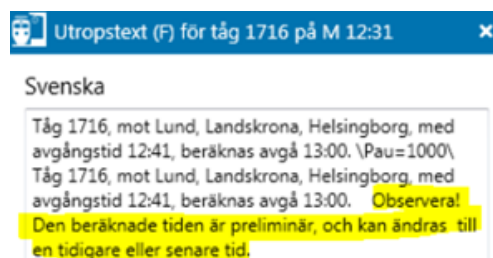 Utropstext (F) för tåg 1716 på M 12:31
Svenska
Tåg 1716, mot Lund, Landskrona, Helsingborg, med
avgångstid 12:41, beräknas avgå 13:00. \Pau=1000\
Tåg 1716, mot Lund, Landskrona, Helsingborg, med
avgångstid 12:41, beräknas avgå 13:00. Observera!
Den beräknade tiden är preliminär, och kan ändras till
en tidigare eller senare tid.